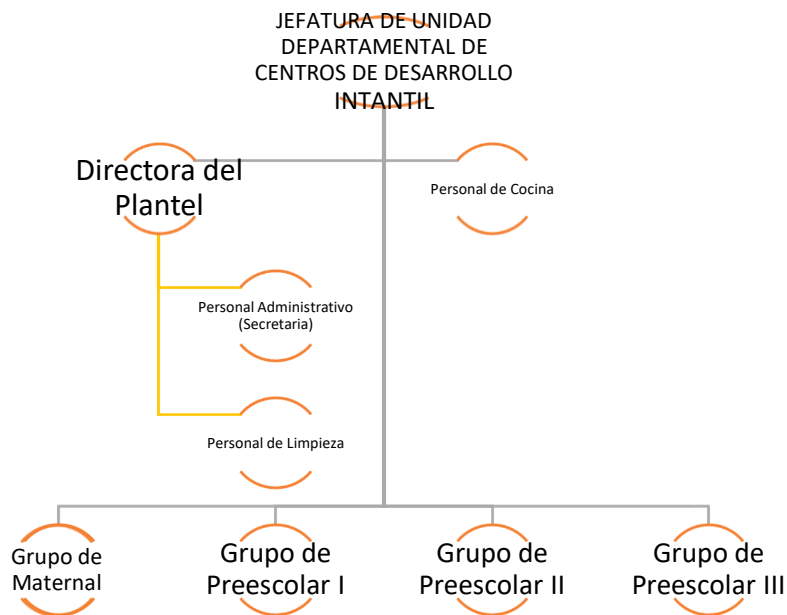 JEFATURA DE UNIDAD
DEPARTAMENTAL DE
CENTROS DE DESARROLLO
INTANTIL
Directora del
Plantel
Personal de Cocina
Personal Administrativo
(Secretaria)
Personal de Limpieza
Grupo de
Maternal
Grupo de
Preescolar I
Grupo de
Preescolar II
Grupo de
Preescolar III